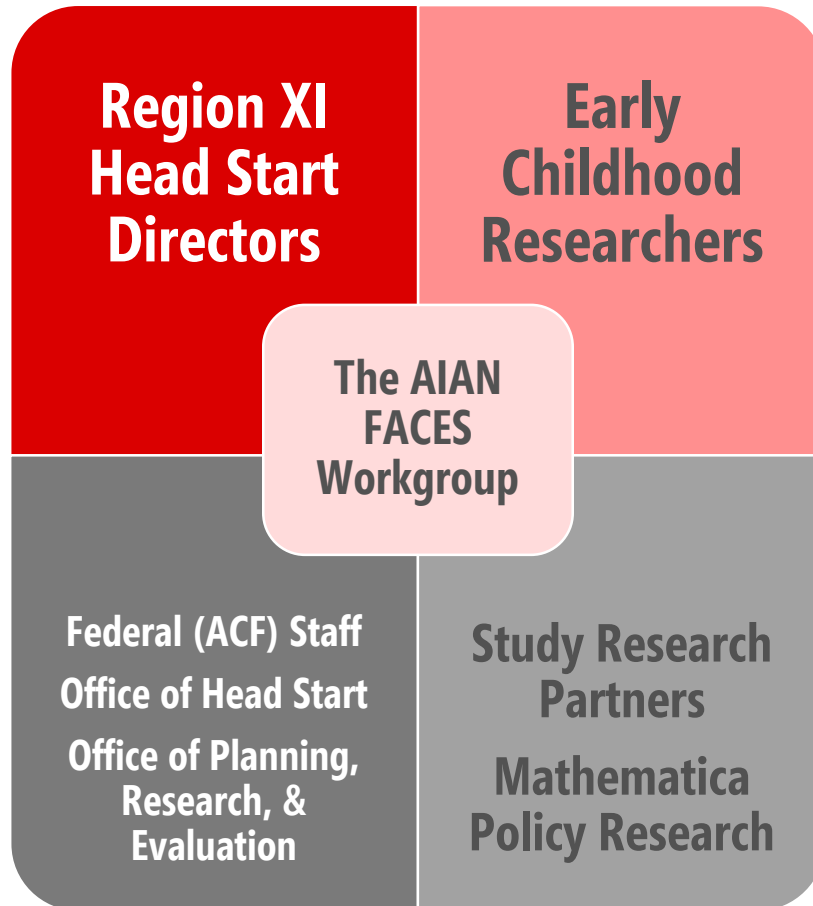 Region XI
Head Start
Directors
Early
Childhood
Researchers
The AIAN
FACES
Workgroup
Federal (ACF) Staff
Office of Head Start
Office of Planning,
Research, &
Evaluation
Study Research
Partners
Mathematica
Policy Research